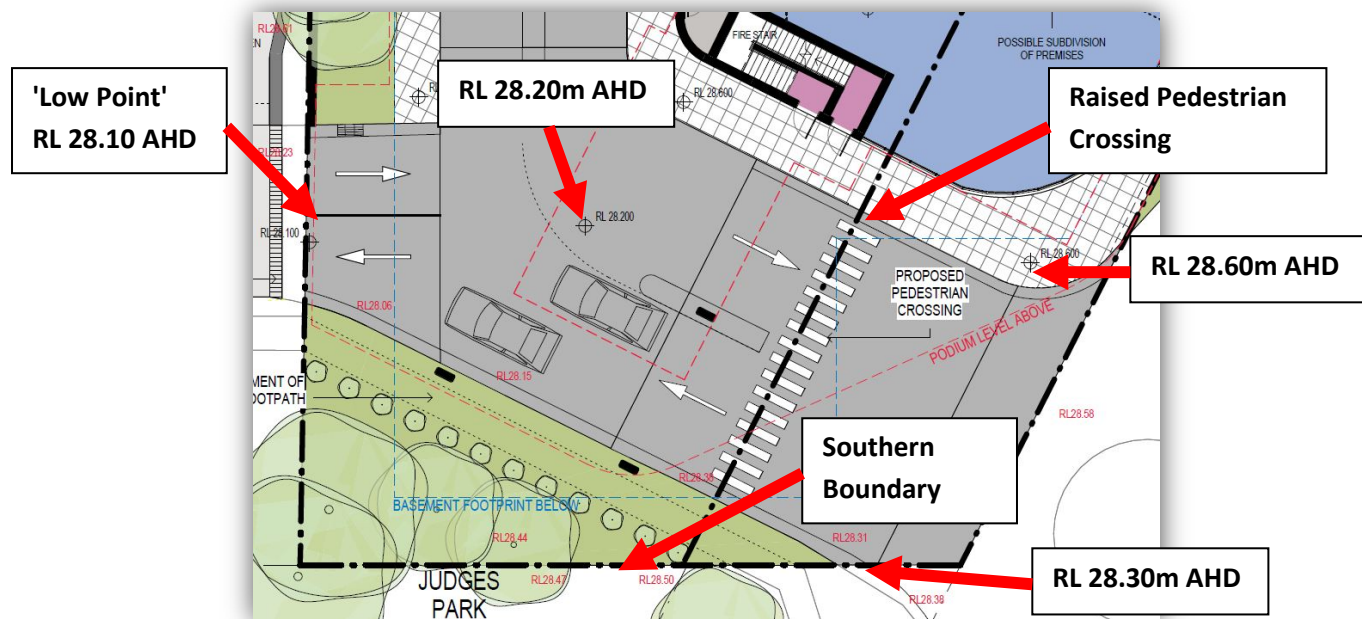 'Low Point'
RL 28.10 AHD
RL 28.20m AHD
Raised Pedestrian
Crossing
RL 28.60m AHD
Southern
Boundary
RL 28.30m AHD
FIRE STAIR
POSSIBLE SUBDIVISION
OF PREMISES
RL 28.600
RL 28.200
RL 28.100
RL 28.600
PROPOSED
PEDESTRIAN
CROSSING
PODIUM LEVEL ABOVE
RL28.06
RL28.15
RL28.58
MENT OF
OTPATH
BASEMENT FOOTPRINT BELOW
RL28.44
RL28.31
RL28.47
RL28.50
RL28.38
JUDGES
PARK